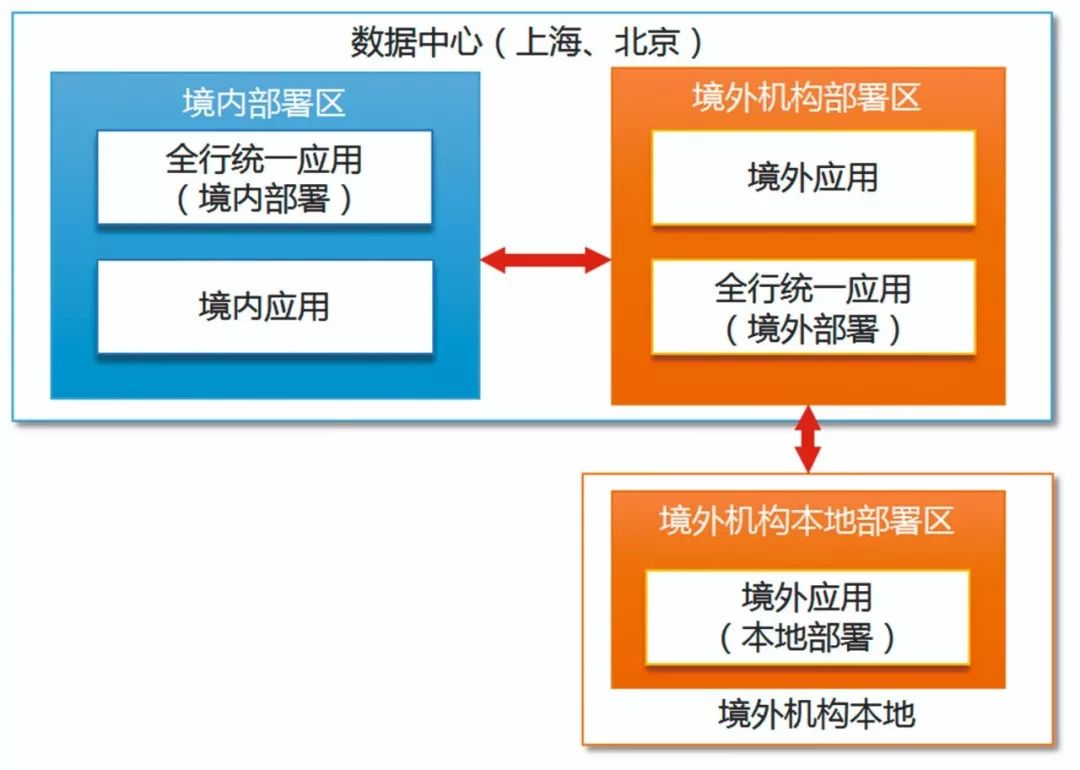 数据中心（上海、北京）
境内部署区
全行统一应用
（境内部署）
境内应用
境外机构部署区
境外应用
全行统一应用
（境外部署）
境外机构本地部署区
境外应用
（本地部署）
境外机构本地